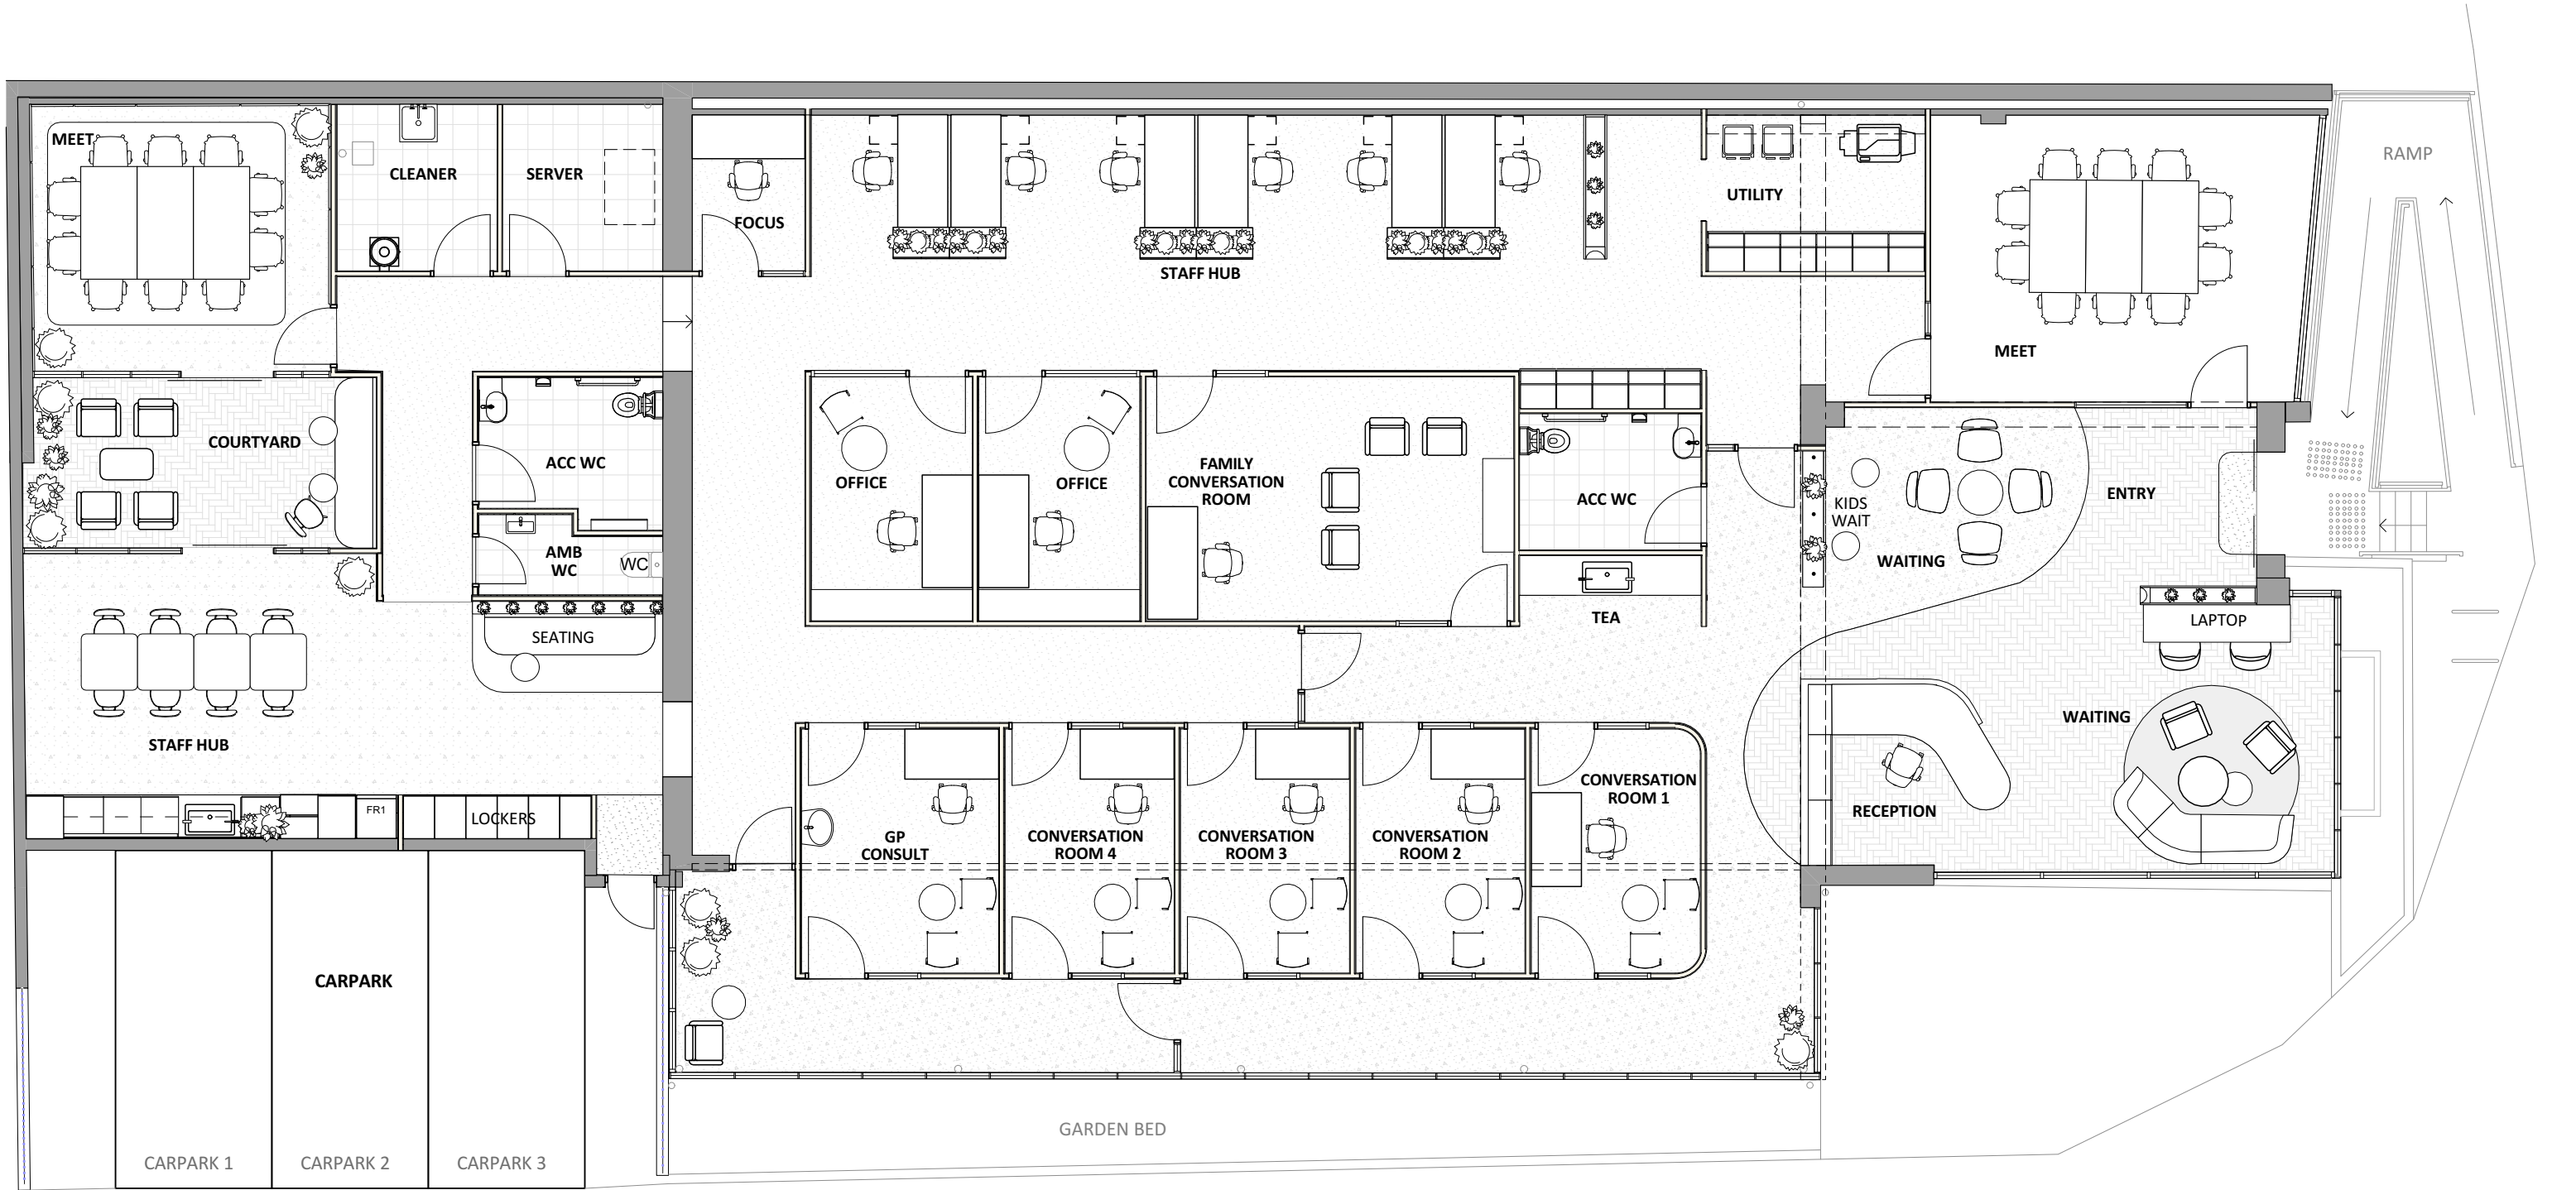 MEET
CLEANER
SERVER
FOCUS
STAFF HUB
UTILITY
MEET
RAMP
COURTYARD
ACC WC
AMB
WC
WC
SEATING
OFFICE
OFFICE
FAMILY
CONVERSATION
ROOM
ACC WC
TEA
KIDS
WAIT
WAITING
ENTRY
LAPTOP
WAITING
RECEPTION
STAFF HUB
FR1
LOCKERS
GP
CONSULT
CONVERSATION
ROOM 4
CONVERSATION
ROOM 3
CONVERSATION
ROOM 2
CONVERSATION
ROOM 1
CARPARK
CARPARK 1
CARPARK 2
CARPARK 3
GARDEN BED